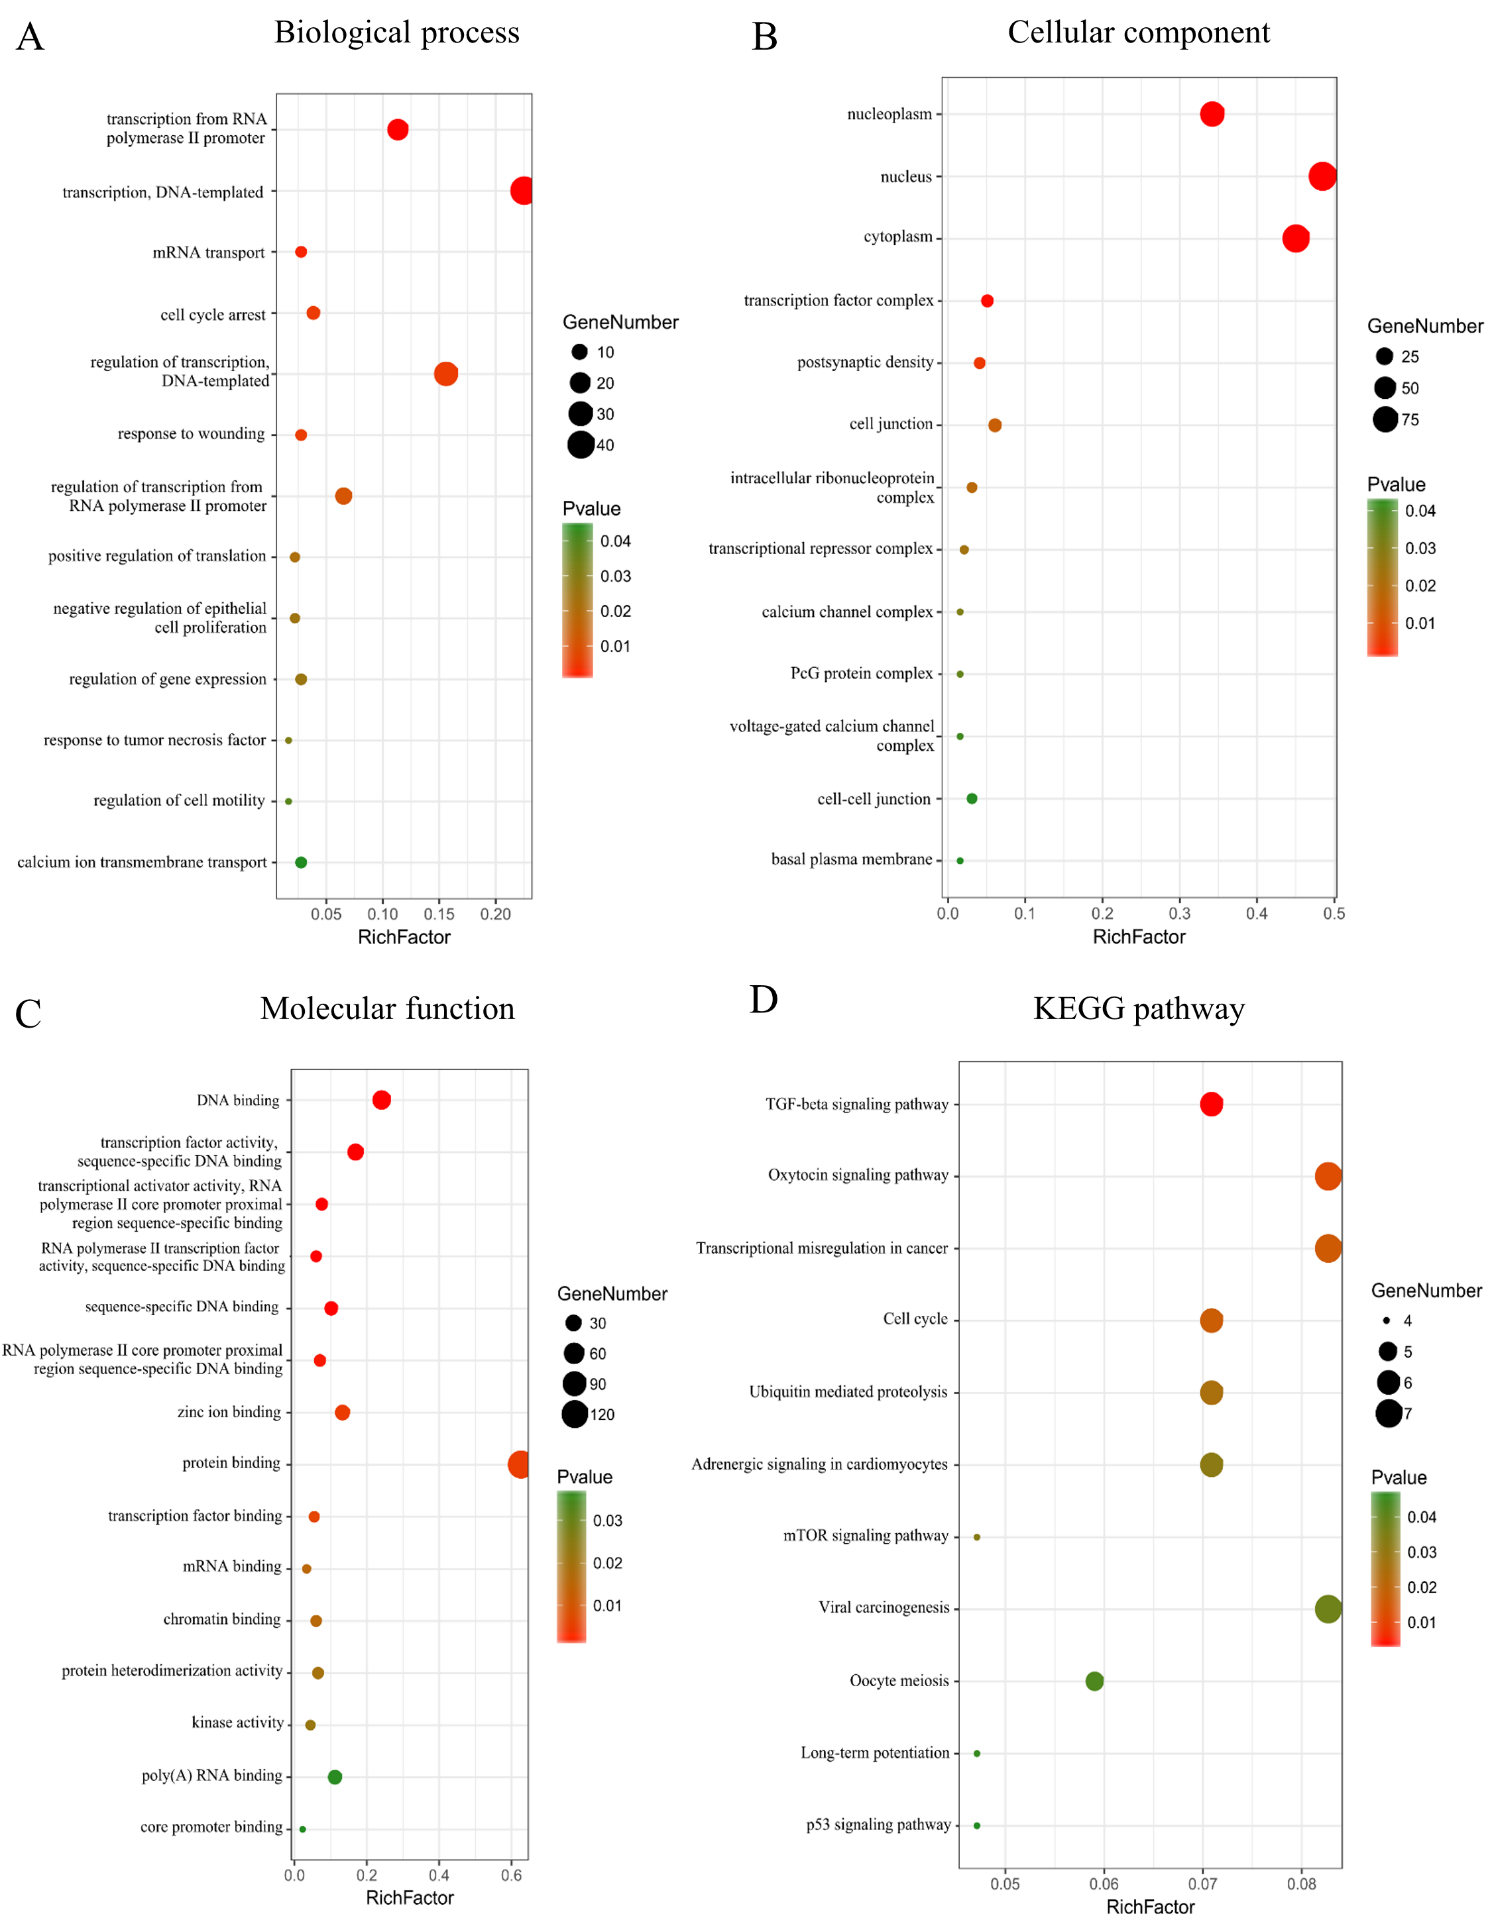 A
Biological process
transcription from RNA
polymerase II promoter
transcription, DNA-templated
mRNA transport
cell cycle arrest
regulation of transcription,
DNA-templated
response to wounding
regulation of transcription from
RNA polymerase II promoter
positive regulation of translation
negative regulation of epithelial
cell proliferation
regulation of gene expression
response to tumor necrosis factor
regulation of cell motility
calcium ion transmembrane transport
0.05 0.10 0.15 0.20
RichFactor
GeneNumber
10
20
30
40
Pvalue
0.04
0.03
0.02
0.01
B
Cellular component
nucleoplasm
nucleus
cytoplasm
transcription factor complex
postsynaptic density
cell junction
intracellular ribonucleoprotein
complex
transcriptional repressor complex
calcium channel complex
PcG protein complex
voltage-gated calcium channel
complex
cell-cell junction
basal plasma membrane
0.0 0.1 0.2 0.3 0.4 0.5
RichFactor
GeneNumber
25
50
75
Pvalue
0.04
0.03
0.02
0.01
C
Molecular function
DNA binding
transcription factor activity,
sequence-specific DNA binding
transcriptional activator activity, RNA
polymerase II core promoter proximal
region sequence-specific binding
RNA polymerase II transcription factor
activity, sequence-specific DNA binding
sequence-specific DNA binding
RNA polymerase II core promoter proximal
region sequence-specific DNA binding
zinc ion binding
protein binding
transcription factor binding
mRNA binding
chromatin binding
protein heterodimerization activity
kinase activity
poly(A) RNA binding
core promoter binding
0.0 0.2 0.4 0.6
RichFactor
GeneNumber
30
60
90
120
Pvalue
0.03
0.02
0.01
D
KEGG pathway
TGF-beta signaling pathway
Oxytocin signaling pathway
Transcriptional misregulation in cancer
Cell cycle
Ubiquitin mediated proteolysis
Adrenergic signaling in cardiomyocytes
mTOR signaling pathway
Viral carcinogenesis
Oocyte meiosis
Long-term potentiation
p53 signaling pathway
0.05 0.06 0.07 0.08
RichFactor
GeneNumber
4
5
6
7
Pvalue
0.04
0.03
0.02
0.01